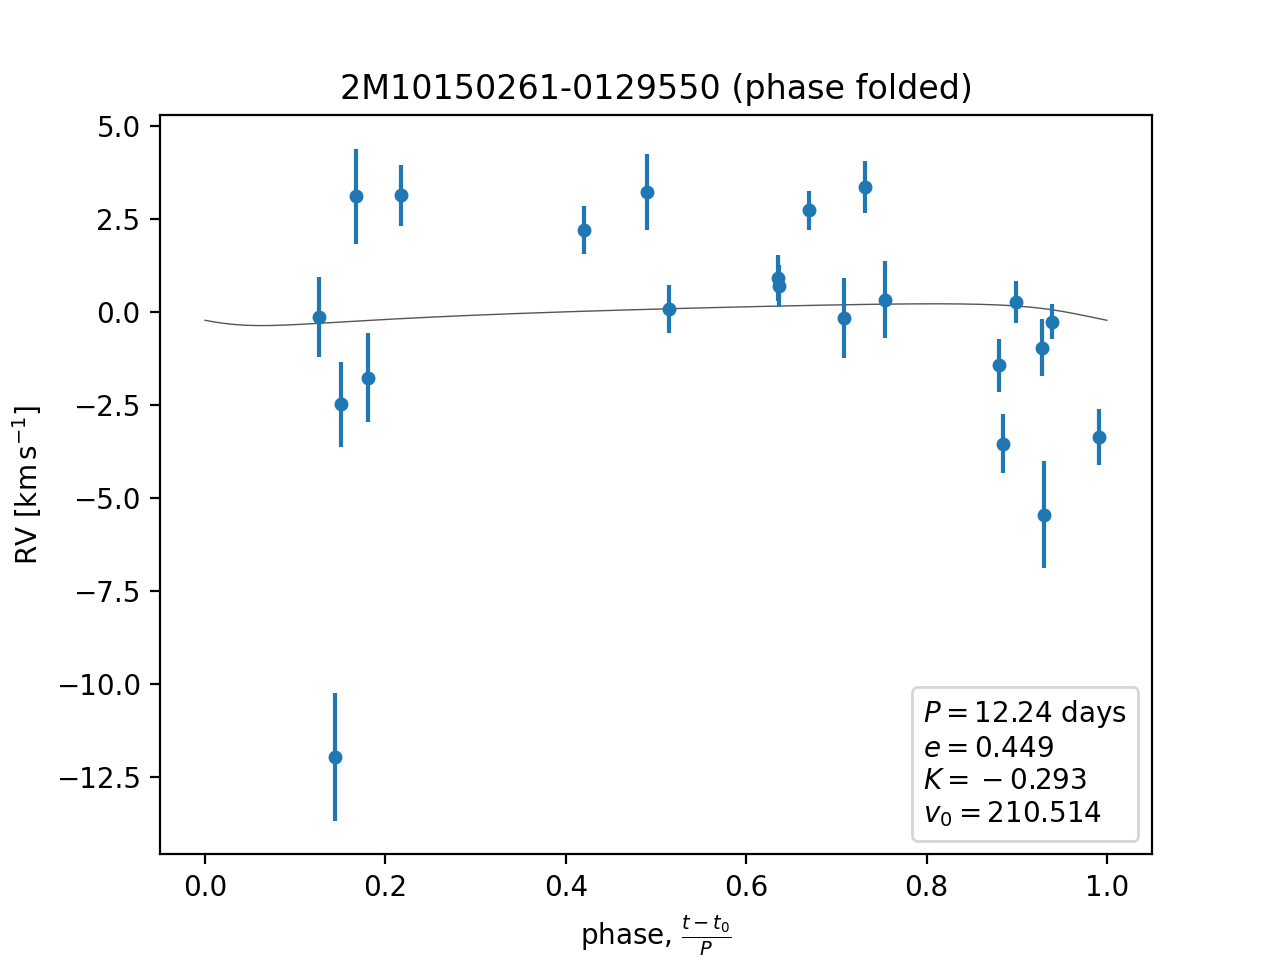 2M10150261-0129550 (phase folded)
5.0
2.5
0.0
−2.5
−5.0
−7.5
−10.0
−12.5
RV [km s⁻¹]
P = 12.24 days
e = 0.449
K = −0.293
v₀ = 210.514
0.0 0.2 0.4 0.6 0.8 1.0
phase, (t − t₀)/P